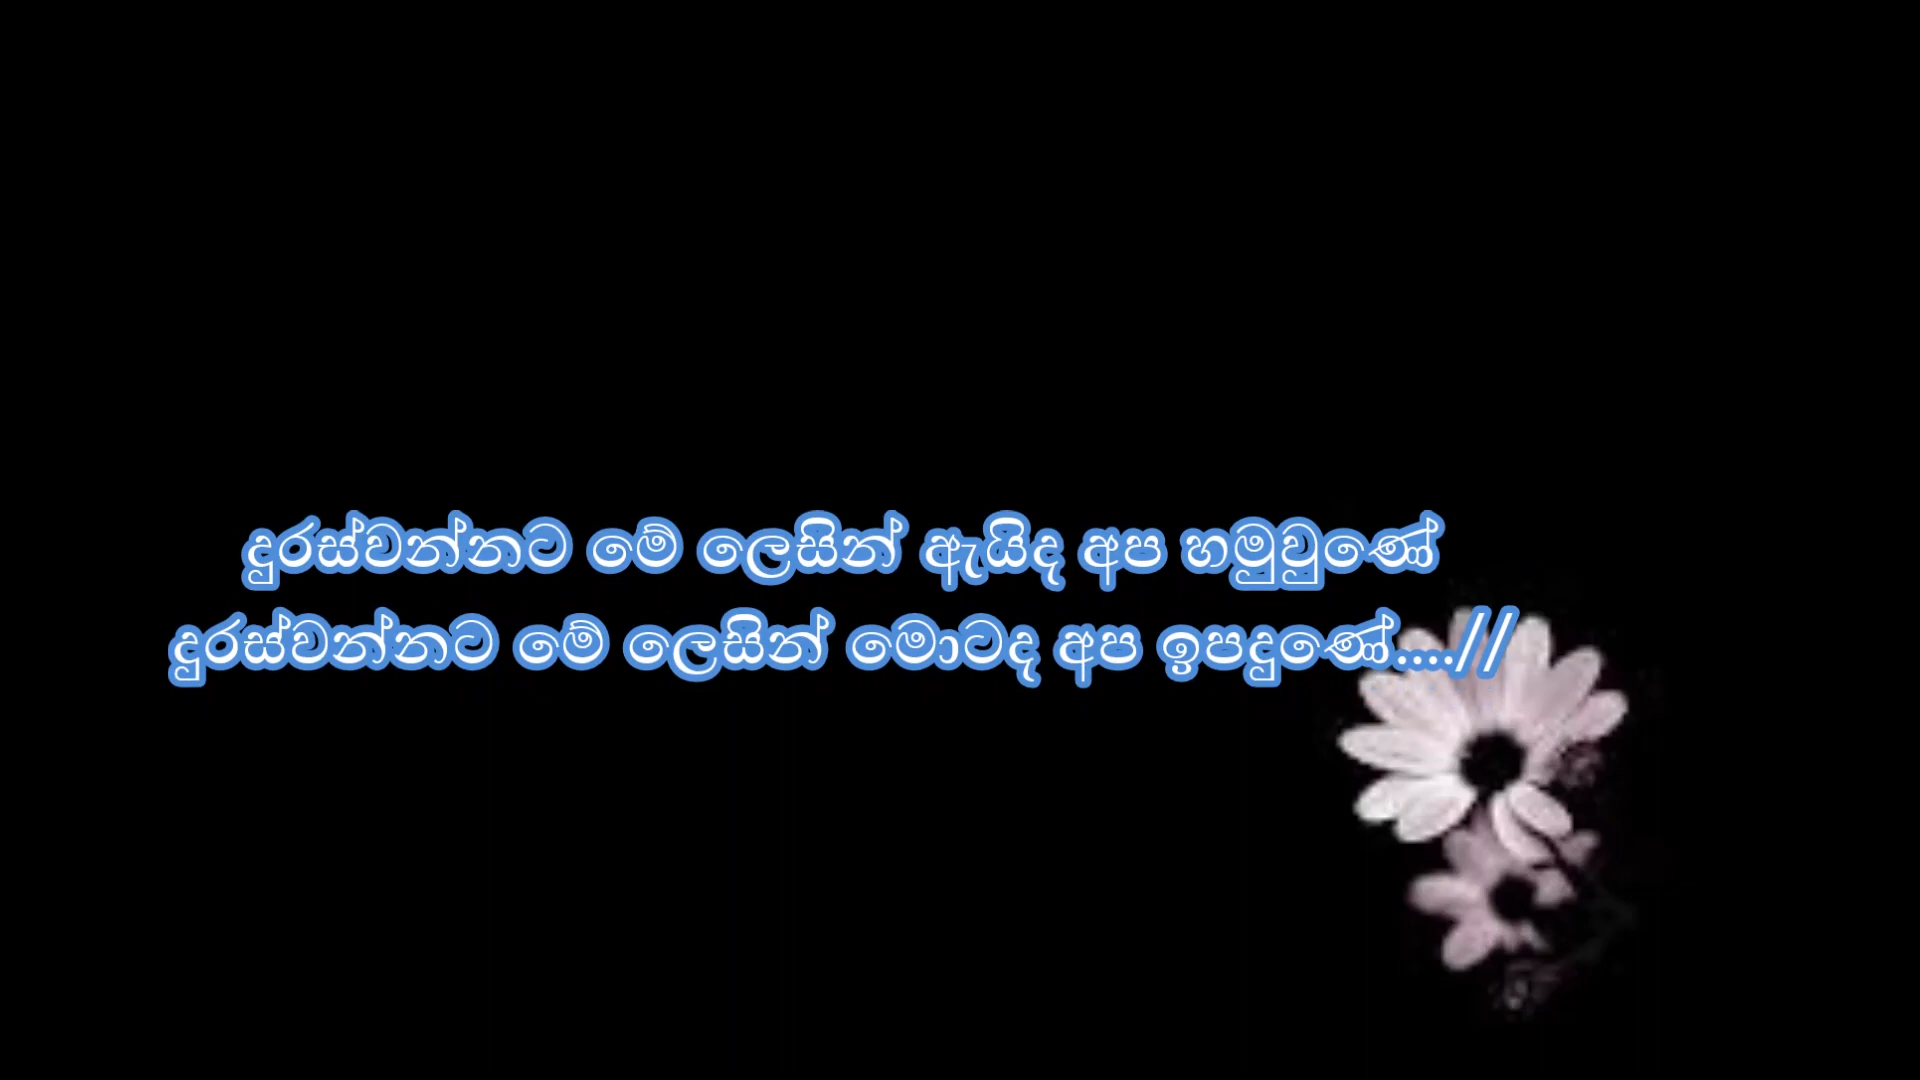 දුරස්වන්නට මේ ලෙසින් ඇයිද අප හමුවුණේ
දුරස්වන්නට මේ ලෙසින් මොටද අප ඉපදුණේ....//